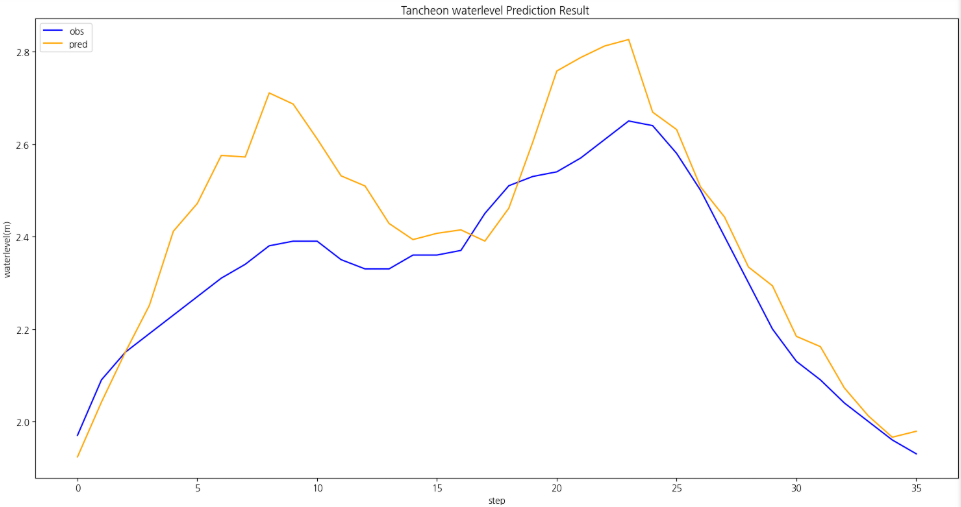 Tancheon waterlevel Prediction Result
obs
pred
2.8
2.6
2.4
2.2
2.0
waterlevel(m)
0 5 10 15 20 25 30 35
step